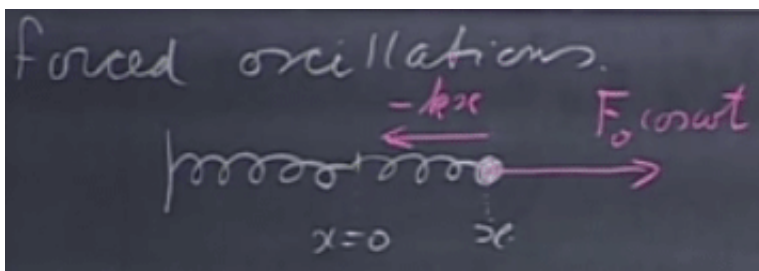 forced oscillations.
-kx
F₀ cosωt
x=0
x.